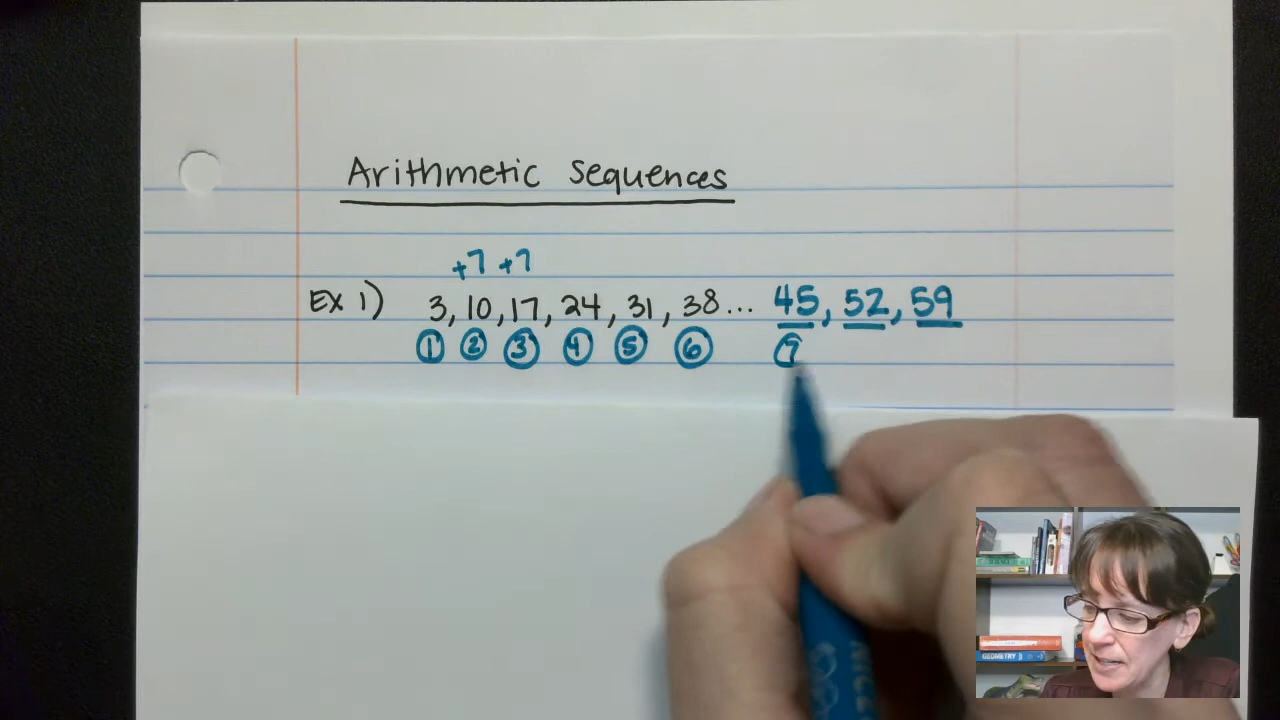 Arithmetic Sequences
+7 +7
Ex 1) 3, 10, 17, 24, 31, 38... 45, 52, 59
1 2 3 4 5 6 7
GEOMETRY